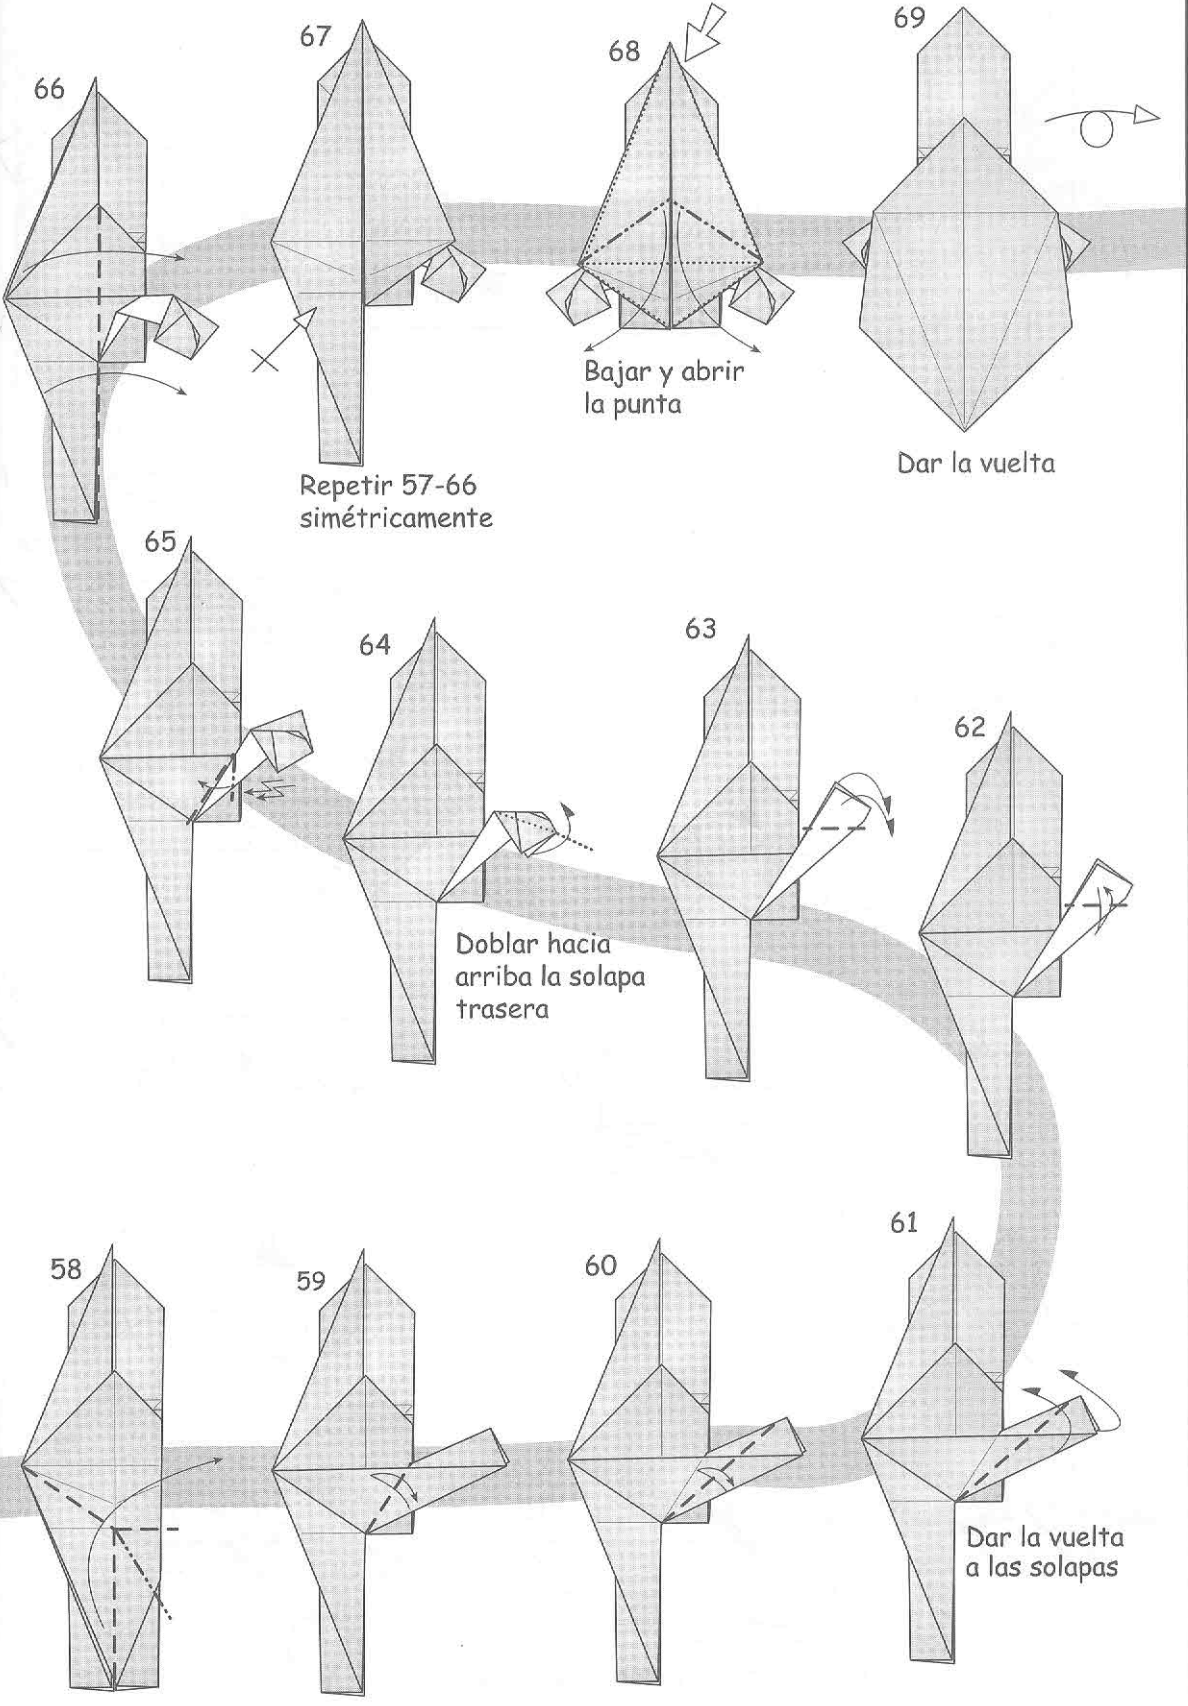 66
67
68
69
Bajar y abrir
la punta
Dar la vuelta
Repetir 57-66
simétricamente
65
64
63
62
Doblar hacia
arriba la solapa
trasera
58
59
60
61
Dar la vuelta
a las solapas